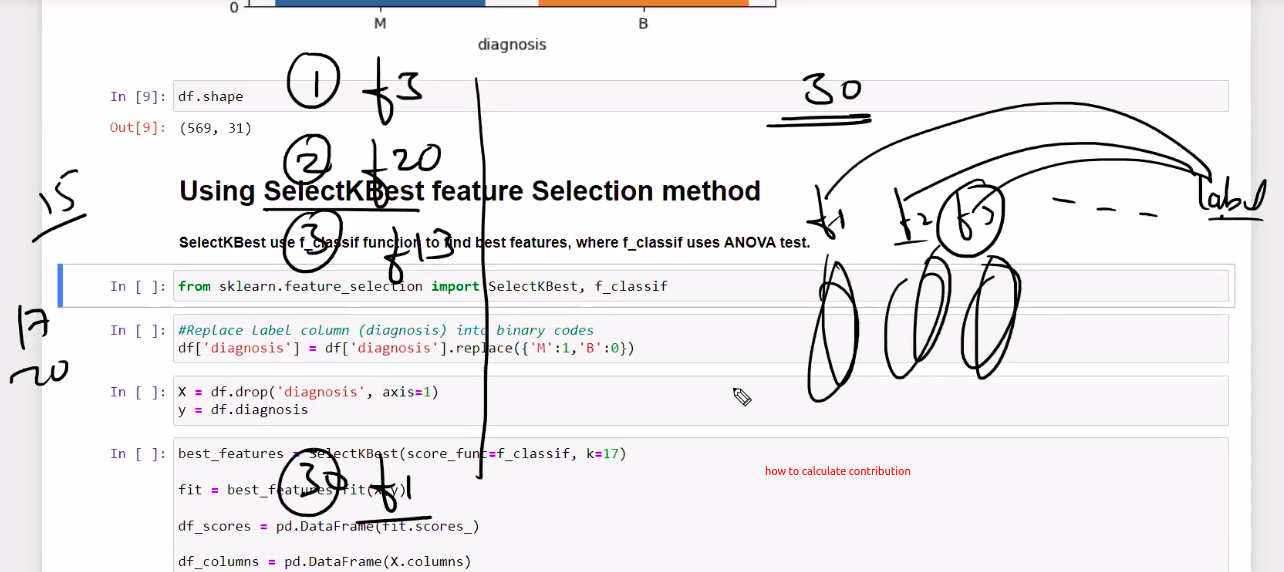 0
M B
diagnosis
30
1 f3
In [9]: df.shape
Out[9]: (569, 31)
2 f20
15
Using SelectKBest feature Selection method
f1 f2 f3 - - - label
3 f13
SelectKBest use f_classif function to find best features, where f_classif uses ANOVA test.
In [ ]: from sklearn.feature_selection import SelectKBest, f_classif
17
In [ ]: #Replace Label column (diagnosis) into binary codes
df['diagnosis'] = df['diagnosis'].replace({'M':1,'B':0})
20
In [ ]: X = df.drop('diagnosis', axis=1)
y = df.diagnosis
In [ ]: best_features = SelectKBest(score_func=f_classif, k=17)
how to calculate contribution
30 f1
fit = best_features.fit(X,y)
df_scores = pd.DataFrame(fit.scores_)
df_columns = pd.DataFrame(X.columns)